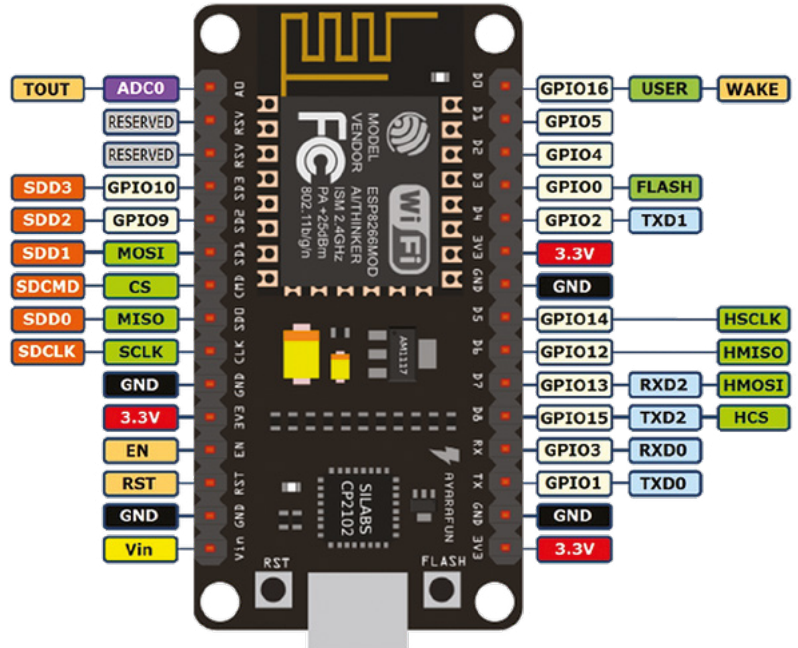 TOUT ADC0 A0
RESERVED RSV
RESERVED RSV
SDD3 GPIO10 SD3
SDD2 GPIO9 SD2
SDD1 MOSI SD1
SDCMD CS CMD
SDD0 MISO SD0
SDCLK SCLK CLK
GND GND
3.3V 3V3
EN EN
RST RST
GND GND
Vin Vin
D0 GPIO16 USER WAKE
D1 GPIO5
D2 GPIO4
D3 GPIO0 FLASH
D4 GPIO2 TXD1
3V3 3.3V
GND GND
D5 GPIO14 HSCLK
D6 GPIO12 HMISO
D7 GPIO13 RXD2 HMOSI
D8 GPIO15 TXD2 HCS
RX GPIO3 RXD0
TX GPIO1 TXD0
GND GND
3V3 3.3V
MODEL ESP8266MOD
VENDOR AI/THINKER
ISM 2.4GHz
PA +25dBm
802.11b/g/n
FC
WiFi
AM1117
SILABS
CP2102
AYARAFUN
RST
FLASH